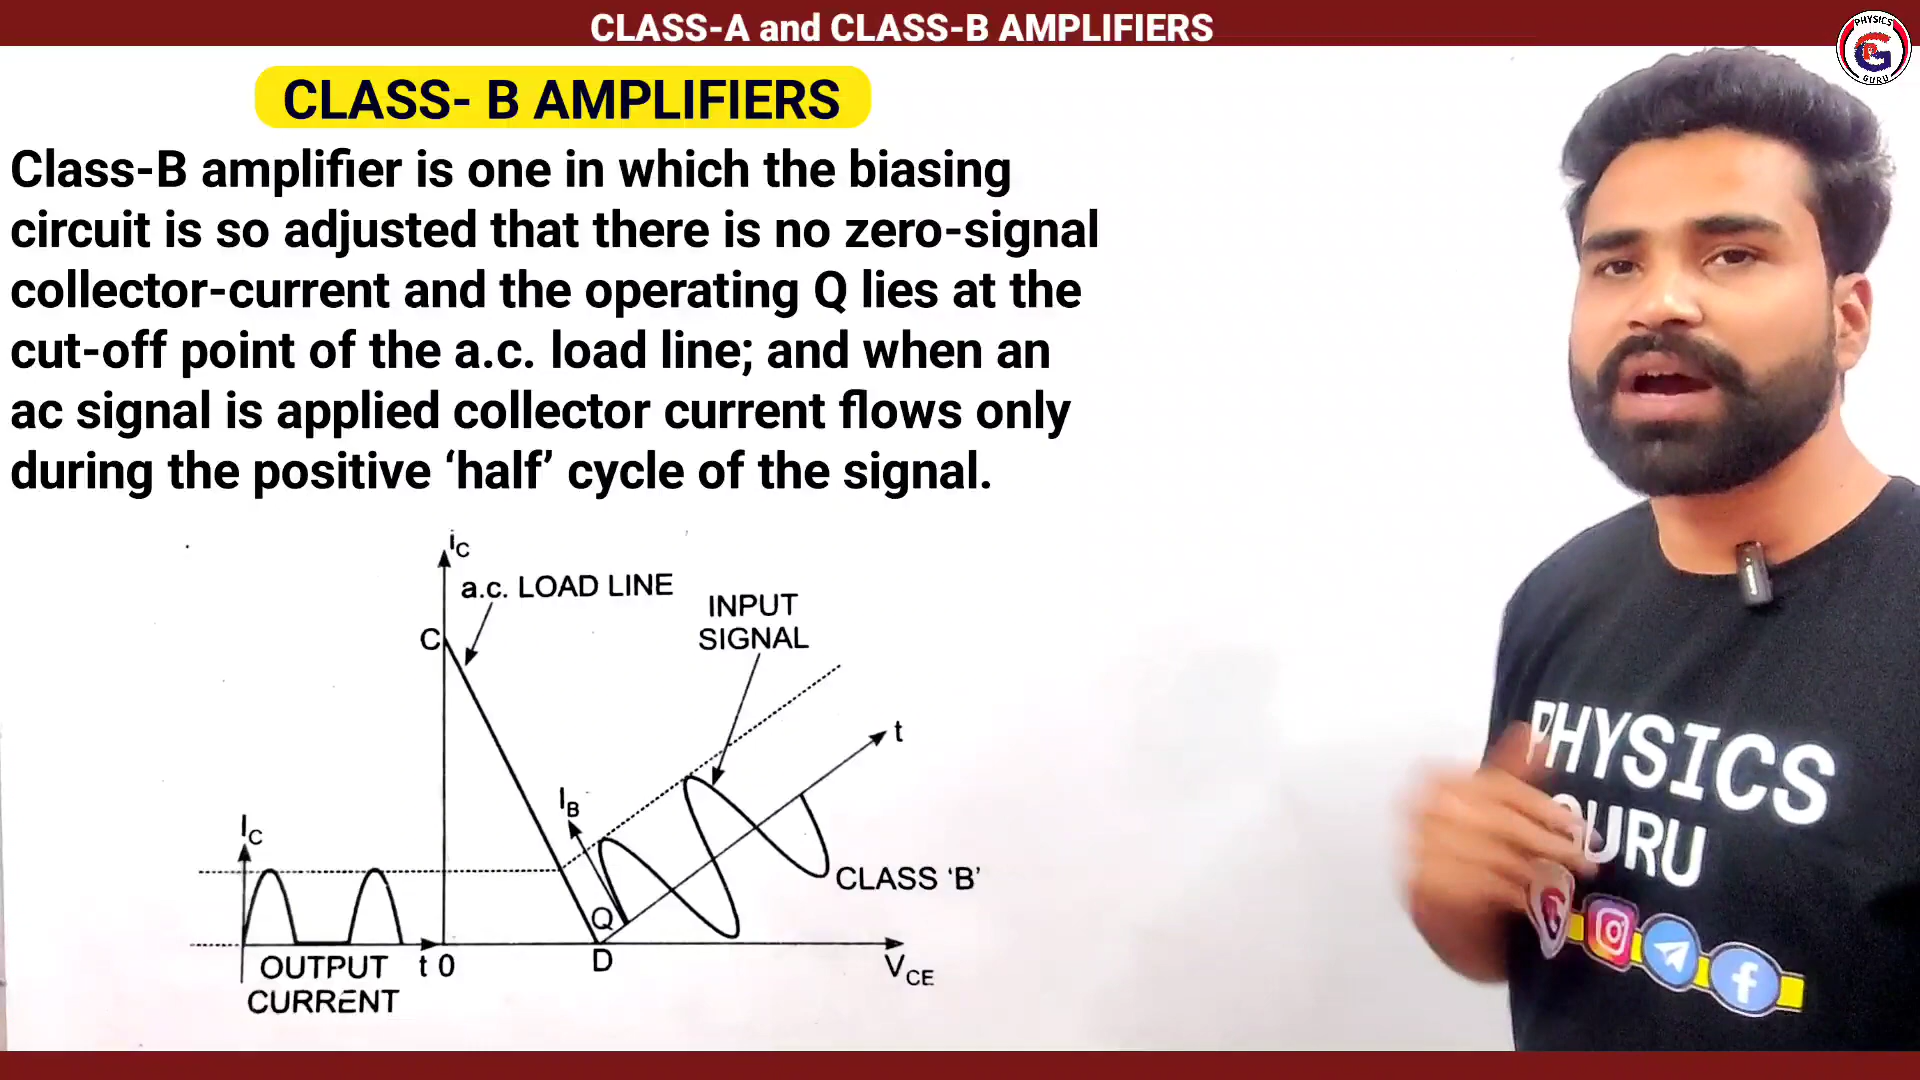 CLASS-A and CLASS-B AMPLIFIERS
PHYSICS
GURU
CLASS- B AMPLIFIERS
Class-B amplifier is one in which the biasing
circuit is so adjusted that there is no zero-signal
collector-current and the operating Q lies at the
cut-off point of the a.c. load line; and when an
ac signal is applied collector current flows only
during the positive ‘half’ cycle of the signal.
iC
a.c. LOAD LINE
INPUT
SIGNAL
C
t
IB
IC
CLASS ‘B’
Q
OUTPUT
CURRENT
t 0
D
VCE
PHYSICS
GURU